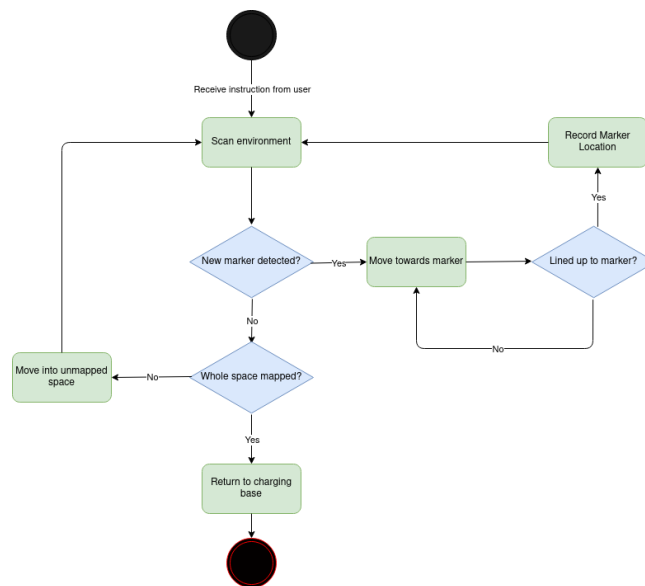 Receive instruction from user
Scan environment
Record Marker
Location
Yes
New marker detected?
Yes
Move towards marker
Lined up to marker?
No
No
Move into unmapped
space
No
Whole space mapped?
Yes
Return to charging
base